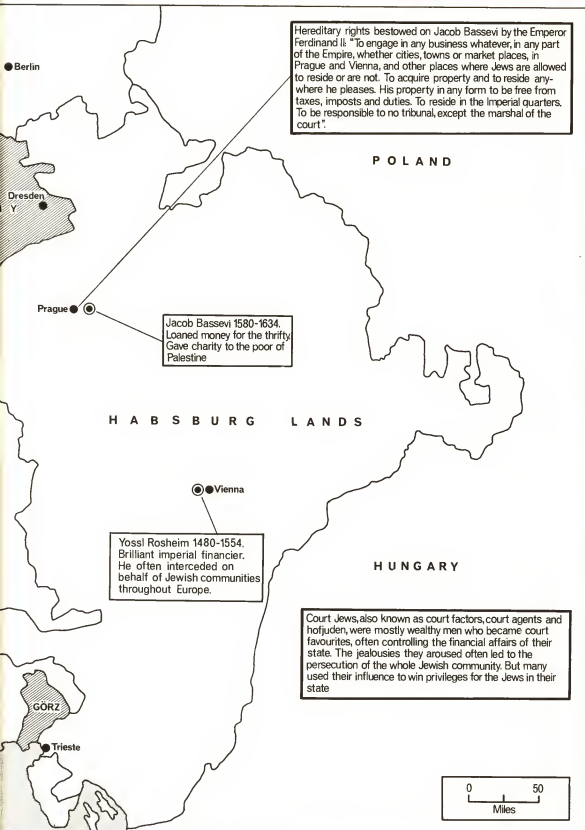 Hereditary rights bestowed on Jacob Bassevi by the Emperor
Ferdinand II: "To engage in any business whatever, in any part
of the Empire, whether cities, towns or market places, in
Prague and Vienna, and other places where Jews are allowed
to reside or are not. To acquire property and to reside any-
where he pleases. His property in any form to be free from
taxes, imposts and duties. To reside in the Imperial quarters.
To be responsible to no tribunal, except the marshal of the
court".
Berlin
POLAND
Dresden
Y
Prague
Jacob Bassevi 1580-1634.
Loaned money for the thrifty.
Gave charity to the poor of
Palestine
HABSBURG LANDS
Vienna
Yossl Rosheim 1480-1554.
Brilliant imperial financier.
He often interceded on
behalf of Jewish communities
throughout Europe.
HUNGARY
Court Jews, also known as court factors, court agents and
hofjuden, were mostly wealthy men who became court
favourites, often controlling the financial affairs of their
state. The jealousies they aroused often led to the
persecution of the whole Jewish community. But many
used their influence to win privileges for the Jews in their
state
GÖRZ
Trieste
0 50
Miles